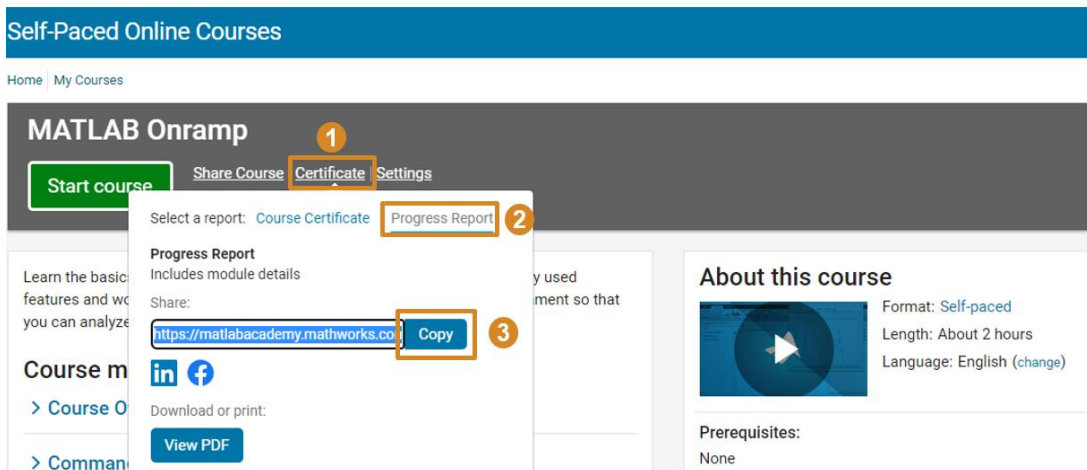 Self-Paced Online Courses
Home My Courses
MATLAB Onramp
1
Start course
Share Course Certificate Settings
Select a report: Course Certificate Progress Report
2
Progress Report
Includes module details
Share:
https://matlabacademy.mathworks.co
Copy
3
Download or print:
View PDF
Learn the basic
y used
features and wo
ment so that
you can analyze
Course m
> Course O
> Comman
About this course
Format: Self-paced
Length: About 2 hours
Language: English (change)
Prerequisites:
None